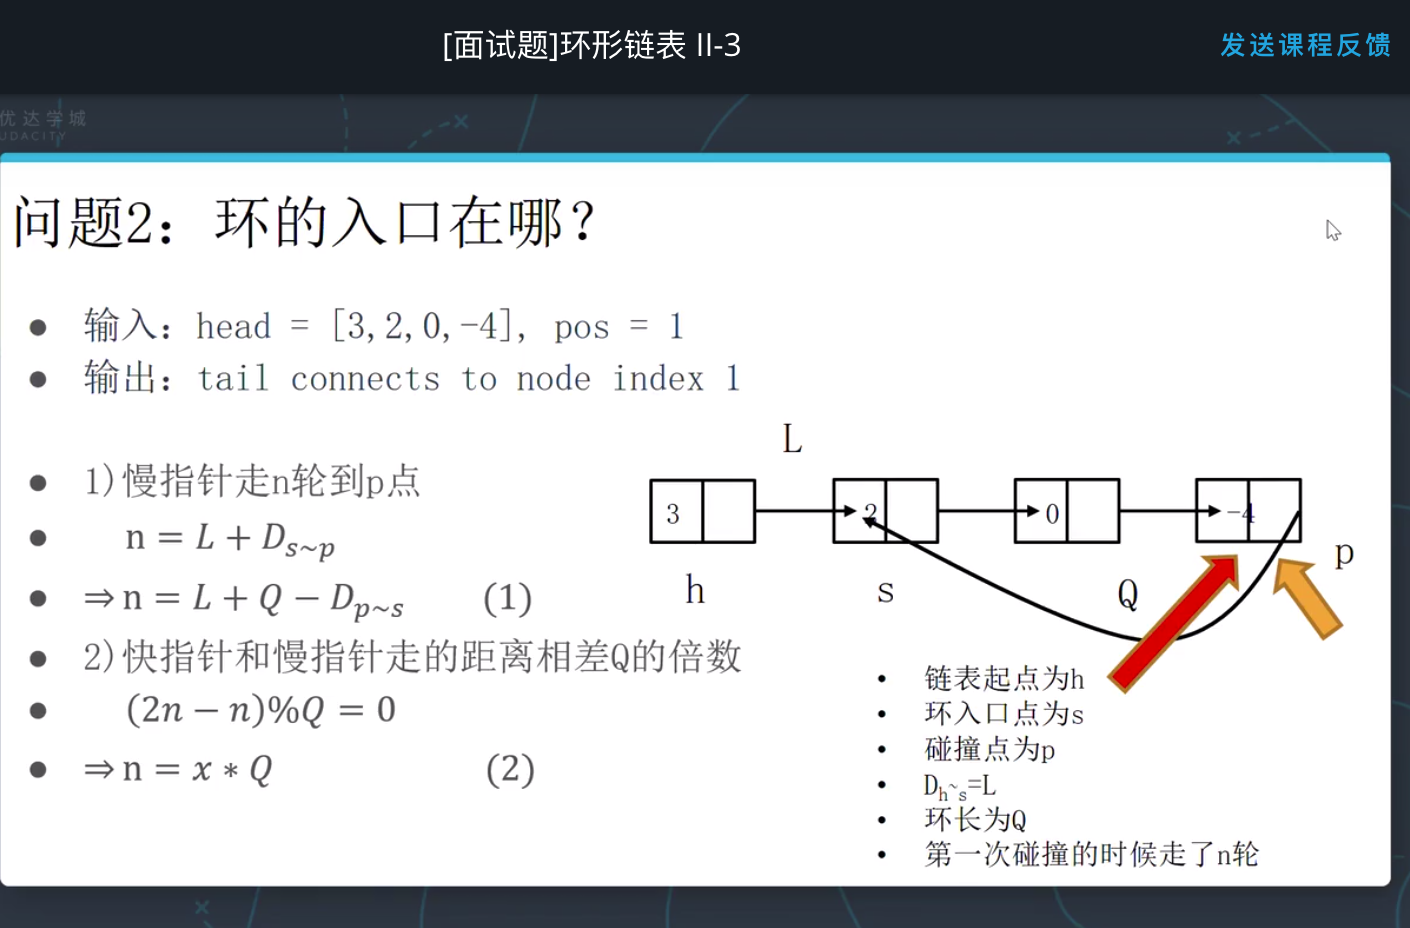 [面试题]环形链表 II-3
发送课程反馈
优达学城
UDACITY
问题2：环的入口在哪？
● 输入：head = [3,2,0,-4], pos = 1
● 输出：tail connects to node index 1
● 1)慢指针走n轮到p点
● n = L + D_{s~p}
● ⇒n = L + Q − D_{p~s} (1)
● 2)快指针和慢指针走的距离相差Q的倍数
● (2n − n)%Q = 0
● ⇒n = x ∗ Q (2)
L
3 2 0 -4
p
h s Q
• 链表起点为h
• 环入口点为s
• 碰撞点为p
• D_{h~s}=L
• 环长为Q
• 第一次碰撞的时候走了n轮